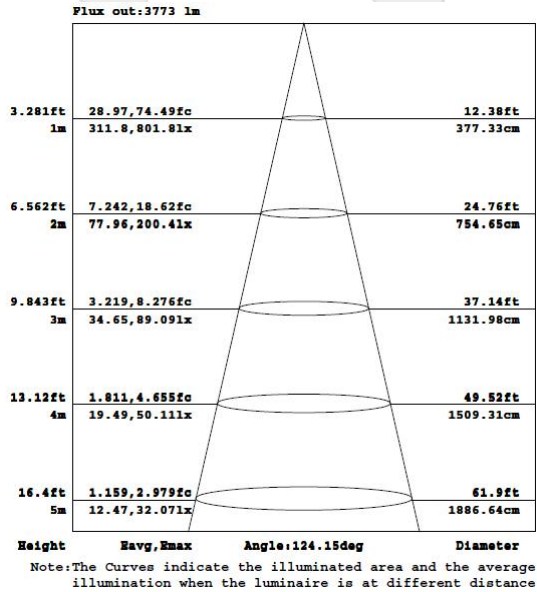 Flux out:3773 lm
3.281ft 28.97,74.49fc 12.38ft
1m 311.8,801.8lx 377.33cm
6.562ft 7.242,18.62fc 24.76ft
2m 77.96,200.4lx 754.65cm
9.843ft 3.219,8.276fc 37.14ft
3m 34.65,89.09lx 1131.98cm
13.12ft 1.811,4.655fc 49.52ft
4m 19.49,50.11lx 1509.31cm
16.4ft 1.159,2.979fc 61.9ft
5m 12.47,32.07lx 1886.64cm
Height Eavg,Emax Angle:124.15deg Diameter
Note:The Curves indicate the illuminated area and the average
illumination when the luminaire is at different distance